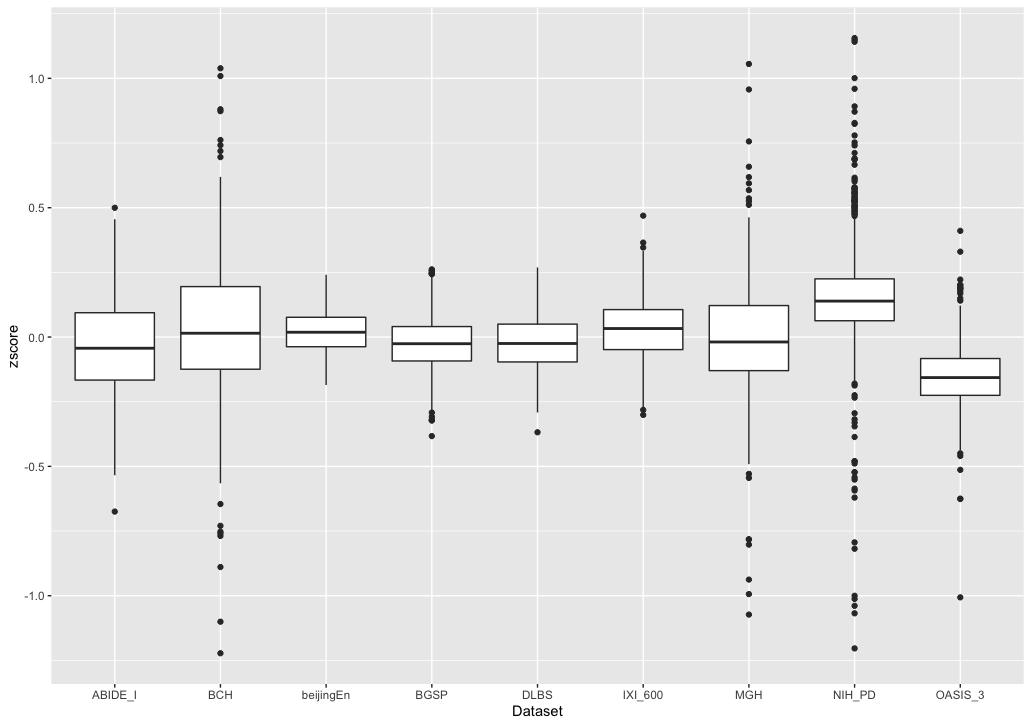 zscore
1.0
0.5
0.0
-0.5
-1.0
ABIDE_I BCH beijingEn BGSP DLBS IXI_600 MGH NIH_PD OASIS_3
Dataset